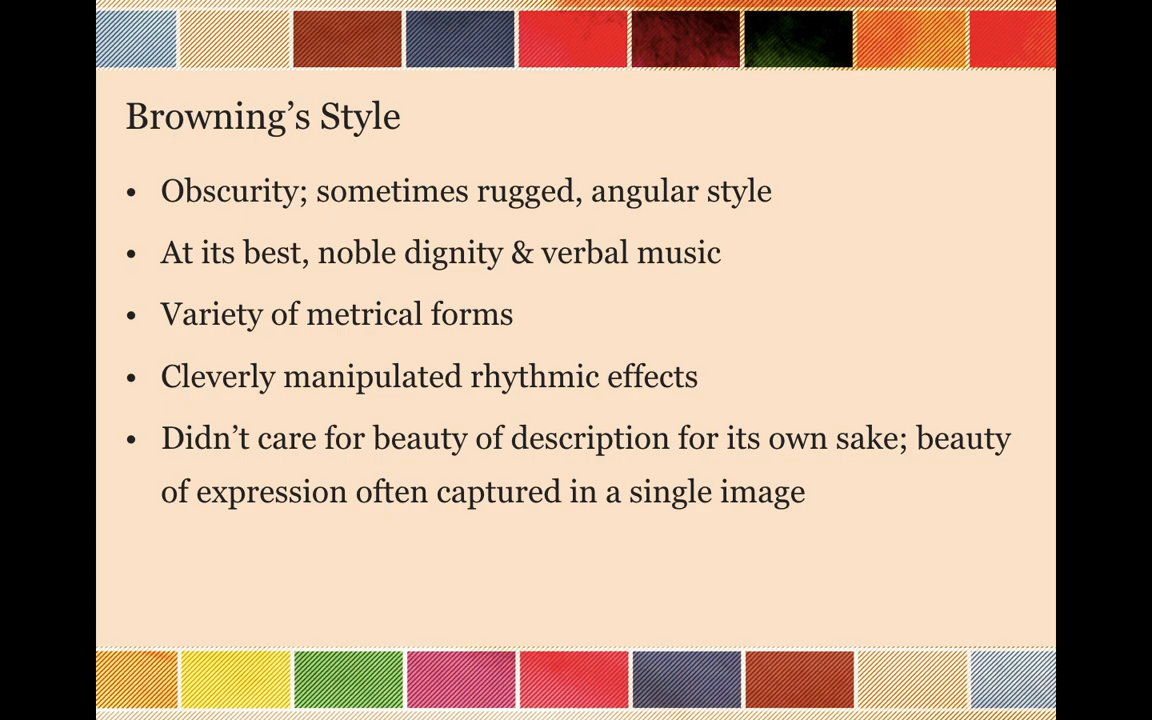 Browning’s Style
• Obscurity; sometimes rugged, angular style
• At its best, noble dignity & verbal music
• Variety of metrical forms
• Cleverly manipulated rhythmic effects
• Didn’t care for beauty of description for its own sake; beauty
of expression often captured in a single image